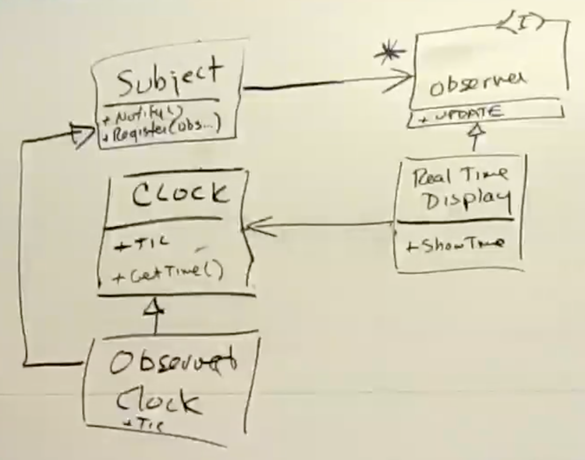 Subject
+ Notify()
+ Register(Obs...)
*
<I>
Observer
+ UPDATE
Clock
+ Tic
+ GetTime()
Real Time
Display
+ ShowTime
Observed
Clock
+ Tic